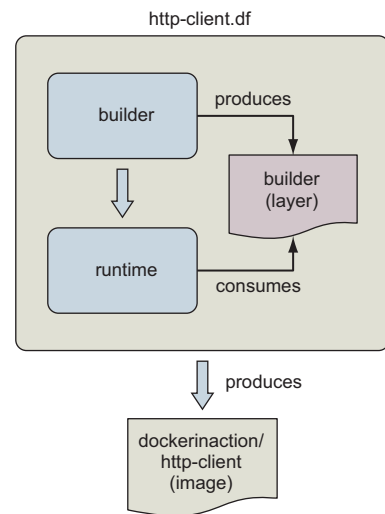 http-client.df
builder
produces
builder
(layer)
runtime
consumes
produces
dockerinaction/
http-client
(image)